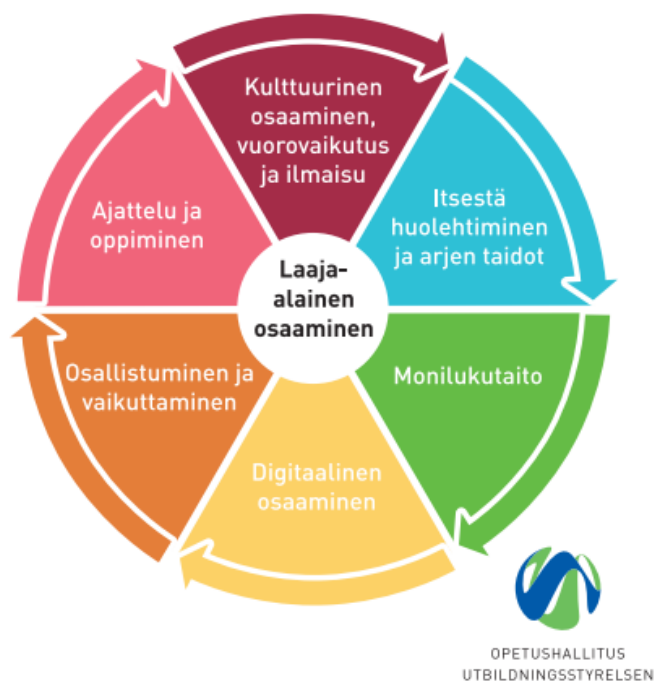 Kulttuurinen
osaaminen,
vuorovaikutus
ja ilmaisu
Itsestä
huolehtiminen
ja arjen taidot
Monilukutaito
Digitaalinen
osaaminen
Osallistuminen ja
vaikuttaminen
Ajattelu ja
oppiminen
Laaja-
alainen
osaaminen
OPETUSHALLITUS
UTBILDNINGSSTYRELSEN